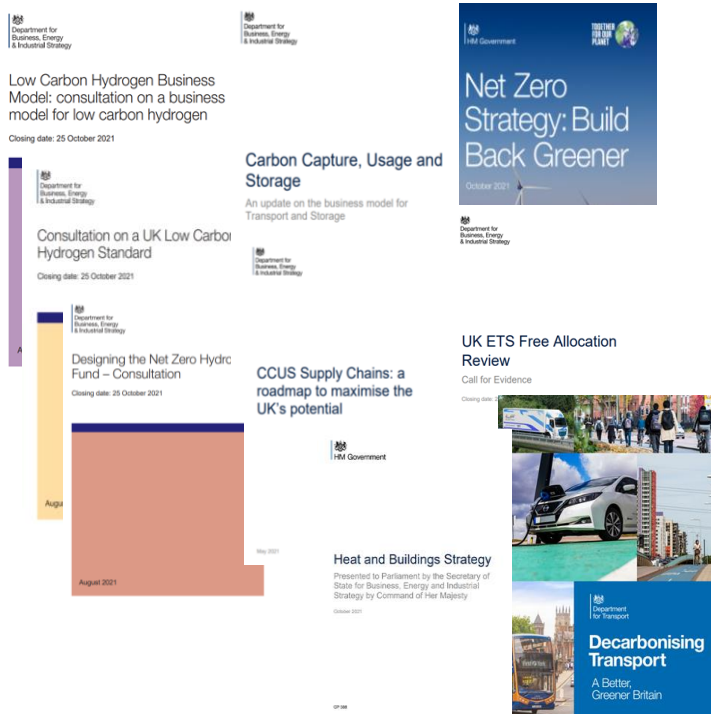 Department for
Business, Energy
& Industrial Strategy
Low Carbon Hydrogen Business
Model: consultation on a business
model for low carbon hydrogen
Closing date: 25 October 2021
A
Department for
Business, Energy
& Industrial Strategy
Consultation on a UK Low Carbo
Hydrogen Standard
Closing date: 25 October 2021
Augu
Department for
Business, Energy
& Industrial Strategy
Designing the Net Zero Hydro
Fund – Consultation
Closing date: 25 October 2021
August 2021
Department for
Business, Energy
& Industrial Strategy
Carbon Capture, Usage and
Storage
An update on the business model for
Transport and Storage
Department for
Business, Energy
& Industrial Strategy
CCUS Supply Chains: a
roadmap to maximise the
UK's potential
May 2021
HM Government
Heat and Buildings Strategy
Presented to Parliament by the Secretary of
State for Business, Energy and Industrial
Strategy by Command of Her Majesty
October 2021
CP 388
HM Government
TOGETHER
FOR OUR
PLANET
Net Zero
Strategy: Build
Back Greener
October 2021
Department for
Business, Energy
& Industrial Strategy
UK ETS Free Allocation
Review
Call for Evidence
Closing date: 2
Department
for Transport
Decarbonising
Transport
A Better,
Greener Britain